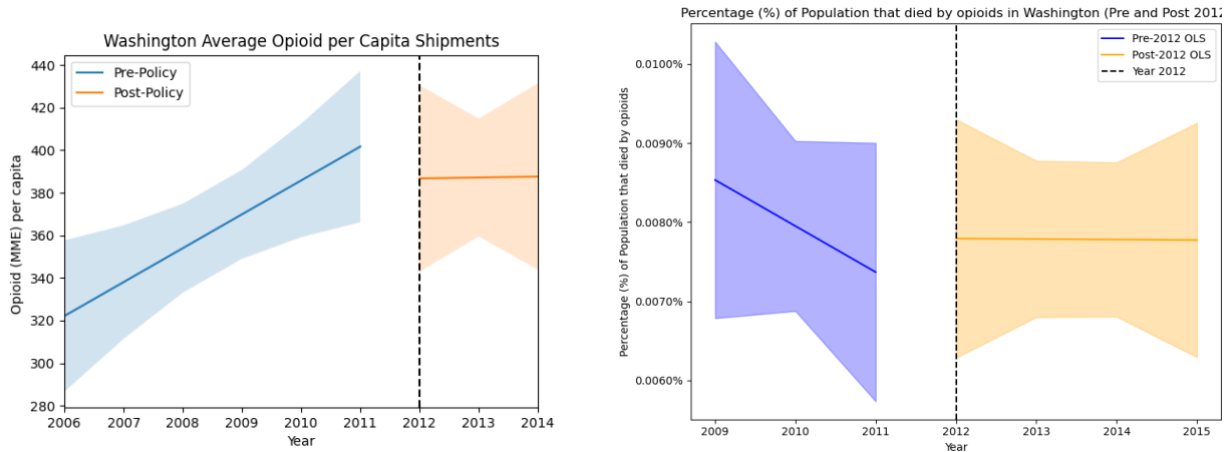 Washington Average Opioid per Capita Shipments
Pre-Policy
Post-Policy
Opioid (MME) per capita
440
420
400
380
360
340
320
300
280
2006 2007 2008 2009 2010 2011 2012 2013 2014
Year
Percentage (%) of Population that died by opioids in Washington (Pre and Post 2012
Pre-2012 OLS
Post-2012 OLS
Year 2012
Percentage (%) of Population that died by opioids
0.0100%
0.0090%
0.0080%
0.0070%
0.0060%
2009 2010 2011 2012 2013 2014 2015
Year